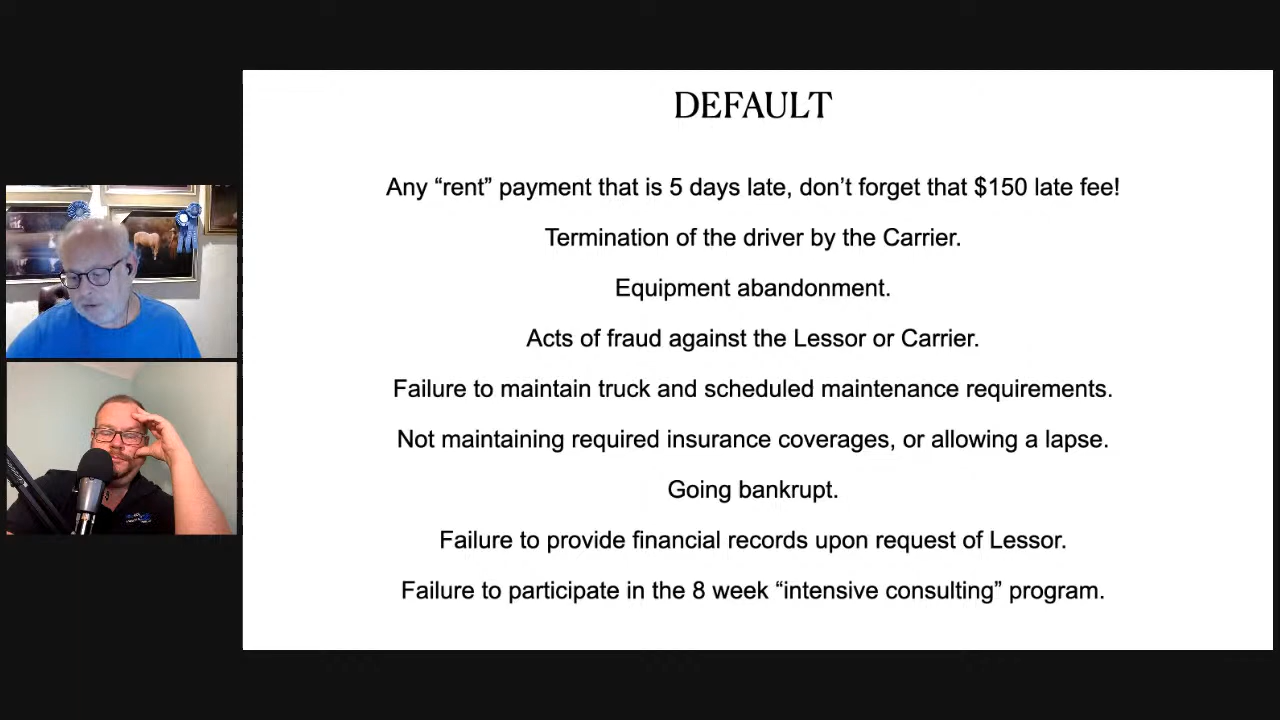 DEFAULT
Any “rent” payment that is 5 days late, don’t forget that $150 late fee!
Termination of the driver by the Carrier.
Equipment abandonment.
Acts of fraud against the Lessor or Carrier.
Failure to maintain truck and scheduled maintenance requirements.
Not maintaining required insurance coverages, or allowing a lapse.
Going bankrupt.
Failure to provide financial records upon request of Lessor.
Failure to participate in the 8 week “intensive consulting” program.